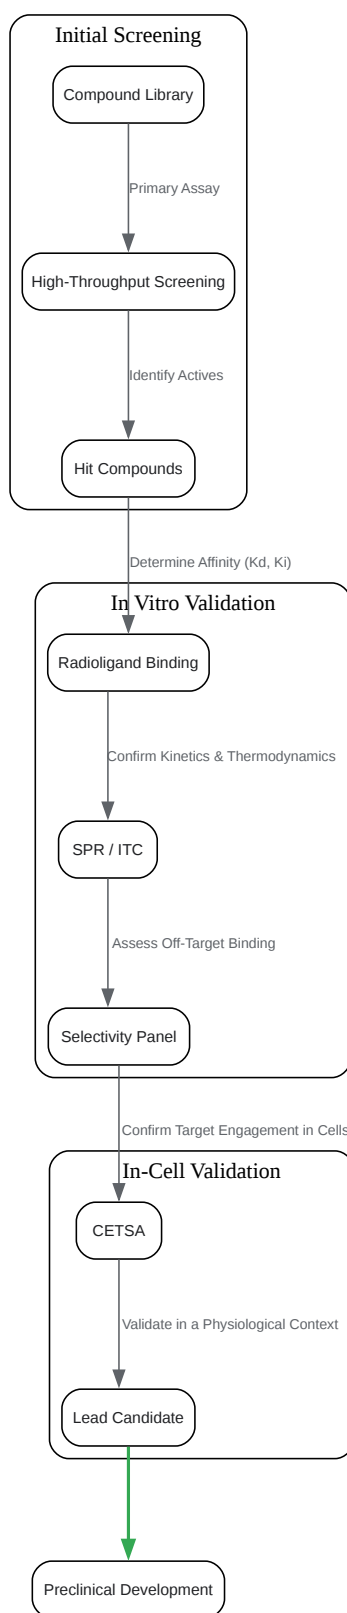 Initial Screening
Compound Library
Primary Assay
High-Throughput Screening
Identify Actives
Hit Compounds
Determine Affinity (Kd, Ki)
In Vitro Validation
Radioligand Binding
Confirm Kinetics & Thermodynamics
SPR / ITC
Assess Off-Target Binding
Selectivity Panel
Confirm Target Engagement in Cells
In-Cell Validation
CETSA
Validate in a Physiological Context
Lead Candidate
Preclinical Development